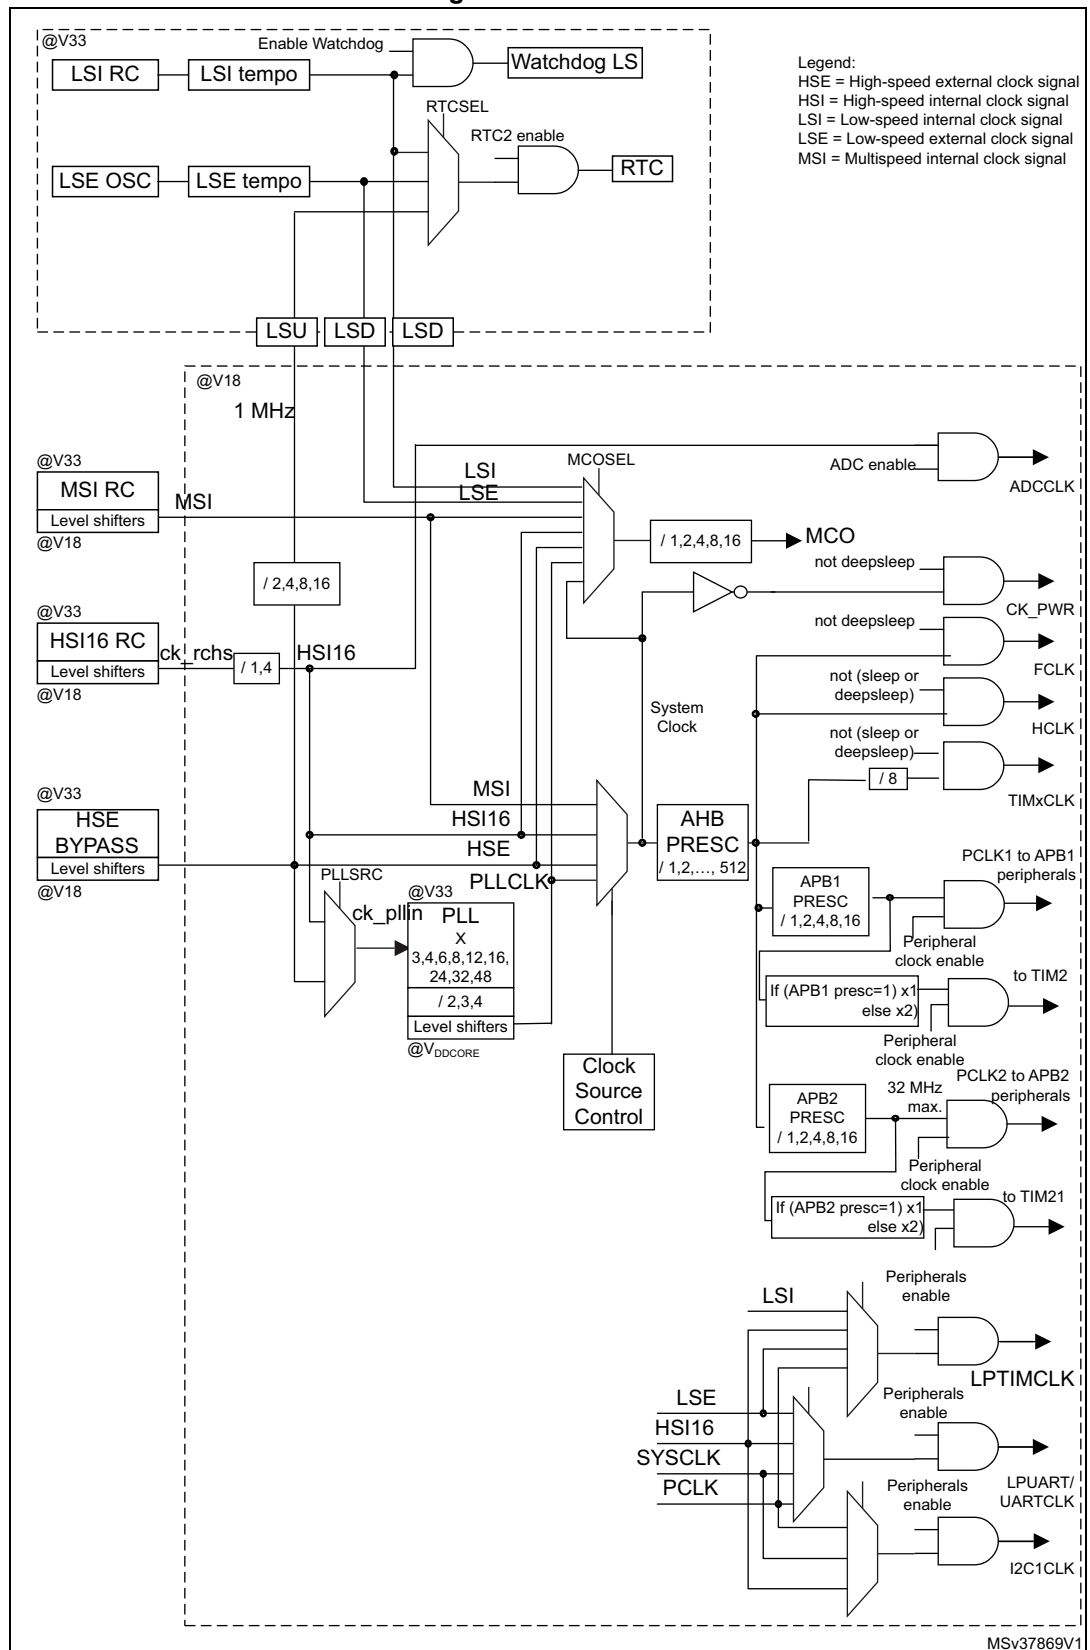 @V33
Enable Watchdog
LSI RC
LSI tempo
Watchdog LS
Legend:
HSE = High-speed external clock signal
HSI = High-speed internal clock signal
LSI = Low-speed internal clock signal
LSE = Low-speed external clock signal
MSI = Multispeed internal clock signal
RTCSEL
RTC2 enable
LSE OSC
LSE tempo
RTC
LSU
LSD
LSD
@V18
1 MHz
@V33
MSI RC
Level shifters
@V18
MSI
LSI
LSE
MCOSEL
ADC enable
ADCCLK
/ 1,2,4,8,16
MCO
/ 2,4,8,16
not deepsleep
CK_PWR
@V33
HSI16 RC
Level shifters
@V18
ck_rchs
/ 1,4
HSI16
not deepsleep
FCLK
System
Clock
not (sleep or
deepsleep)
HCLK
not (sleep or
deepsleep)
/ 8
TIMxCLK
@V33
HSE
BYPASS
Level shifters
@V18
MSI
HSI16
HSE
PLLCLK
AHB
PRESC
/ 1,2,…, 512
PLLSRC
ck_pllin
@V33
PLL
X
3,4,6,8,12,16,
24,32,48
/ 2,3,4
Level shifters
@VDDCORE
Clock
Source
Control
PCLK1 to APB1
peripherals
APB1
PRESC
/ 1,2,4,8,16
Peripheral
clock enable
to TIM2
If (APB1 presc=1) x1
else x2)
Peripheral
clock enable
PCLK2 to APB2
peripherals
32 MHz
max.
APB2
PRESC
/ 1,2,4,8,16
Peripheral
clock enable
to TIM21
If (APB2 presc=1) x1
else x2)
Peripherals
enable
LSI
LPTIMCLK
LSE
HSI16
SYSCLK
PCLK
Peripherals
enable
LPUART/
UARTCLK
Peripherals
enable
I2C1CLK
MSv37869V1